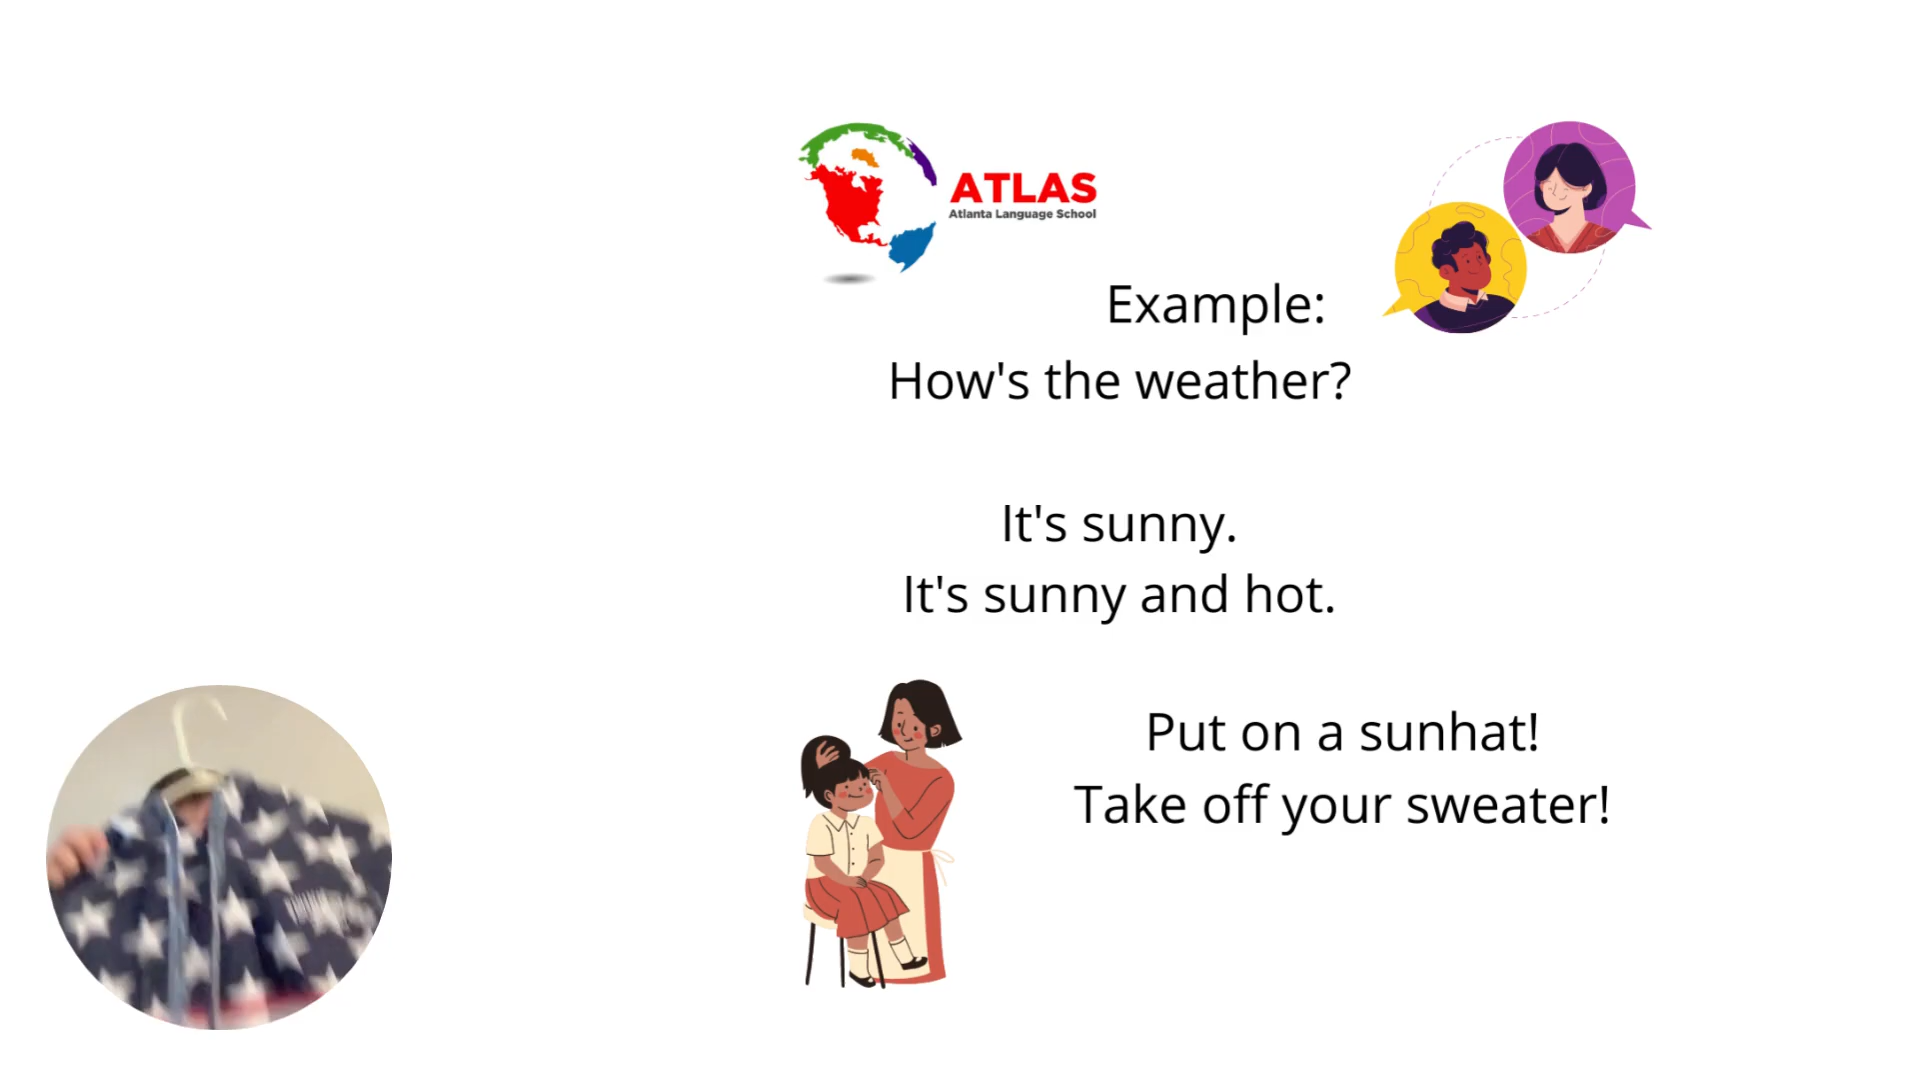 ATLAS
Atlanta Language School
Example:
How's the weather?
It's sunny.
It's sunny and hot.
Put on a sunhat!
Take off your sweater!